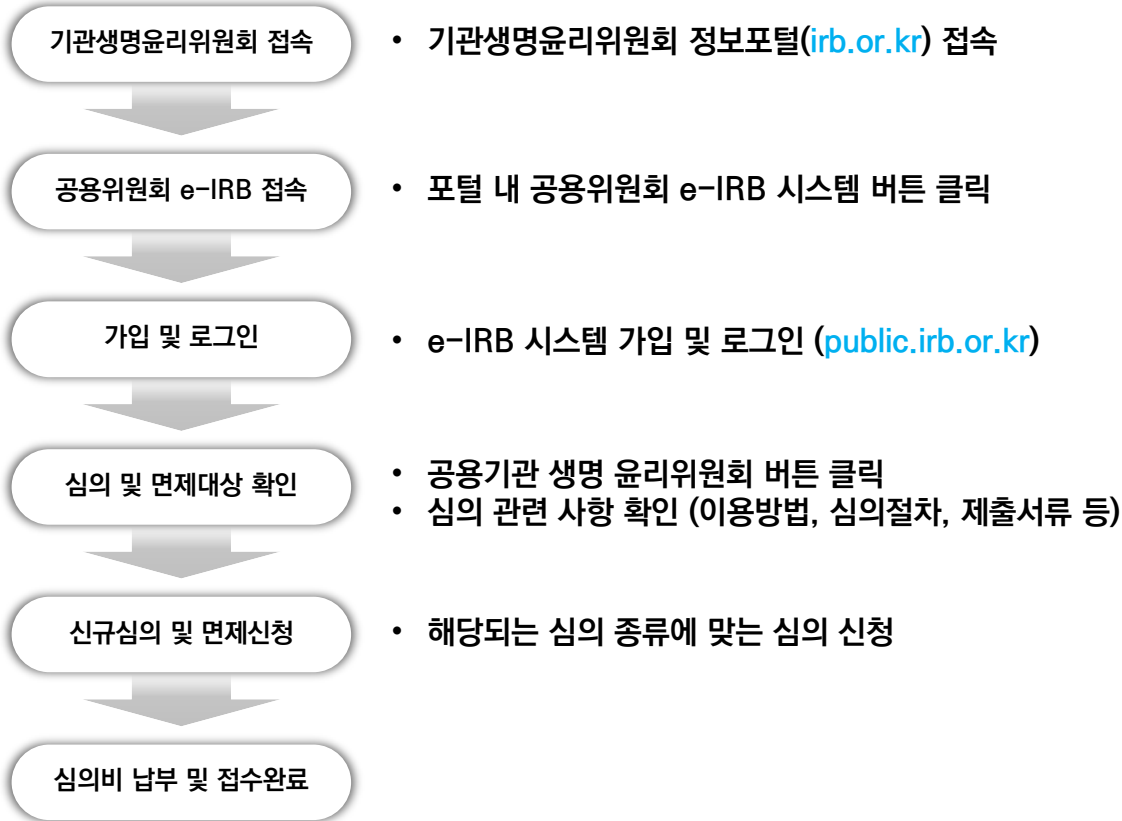 기관생명윤리위원회 접속
• 기관생명윤리위원회 정보포털(irb.or.kr) 접속
공용위원회 e-IRB 접속
• 포털 내 공용위원회 e-IRB 시스템 버튼 클릭
가입 및 로그인
• e-IRB 시스템 가입 및 로그인 (public.irb.or.kr)
심의 및 면제대상 확인
• 공용기관 생명 윤리위원회 버튼 클릭
• 심의 관련 사항 확인 (이용방법, 심의절차, 제출서류 등)
신규심의 및 면제신청
• 해당되는 심의 종류에 맞는 심의 신청
심의비 납부 및 접수완료